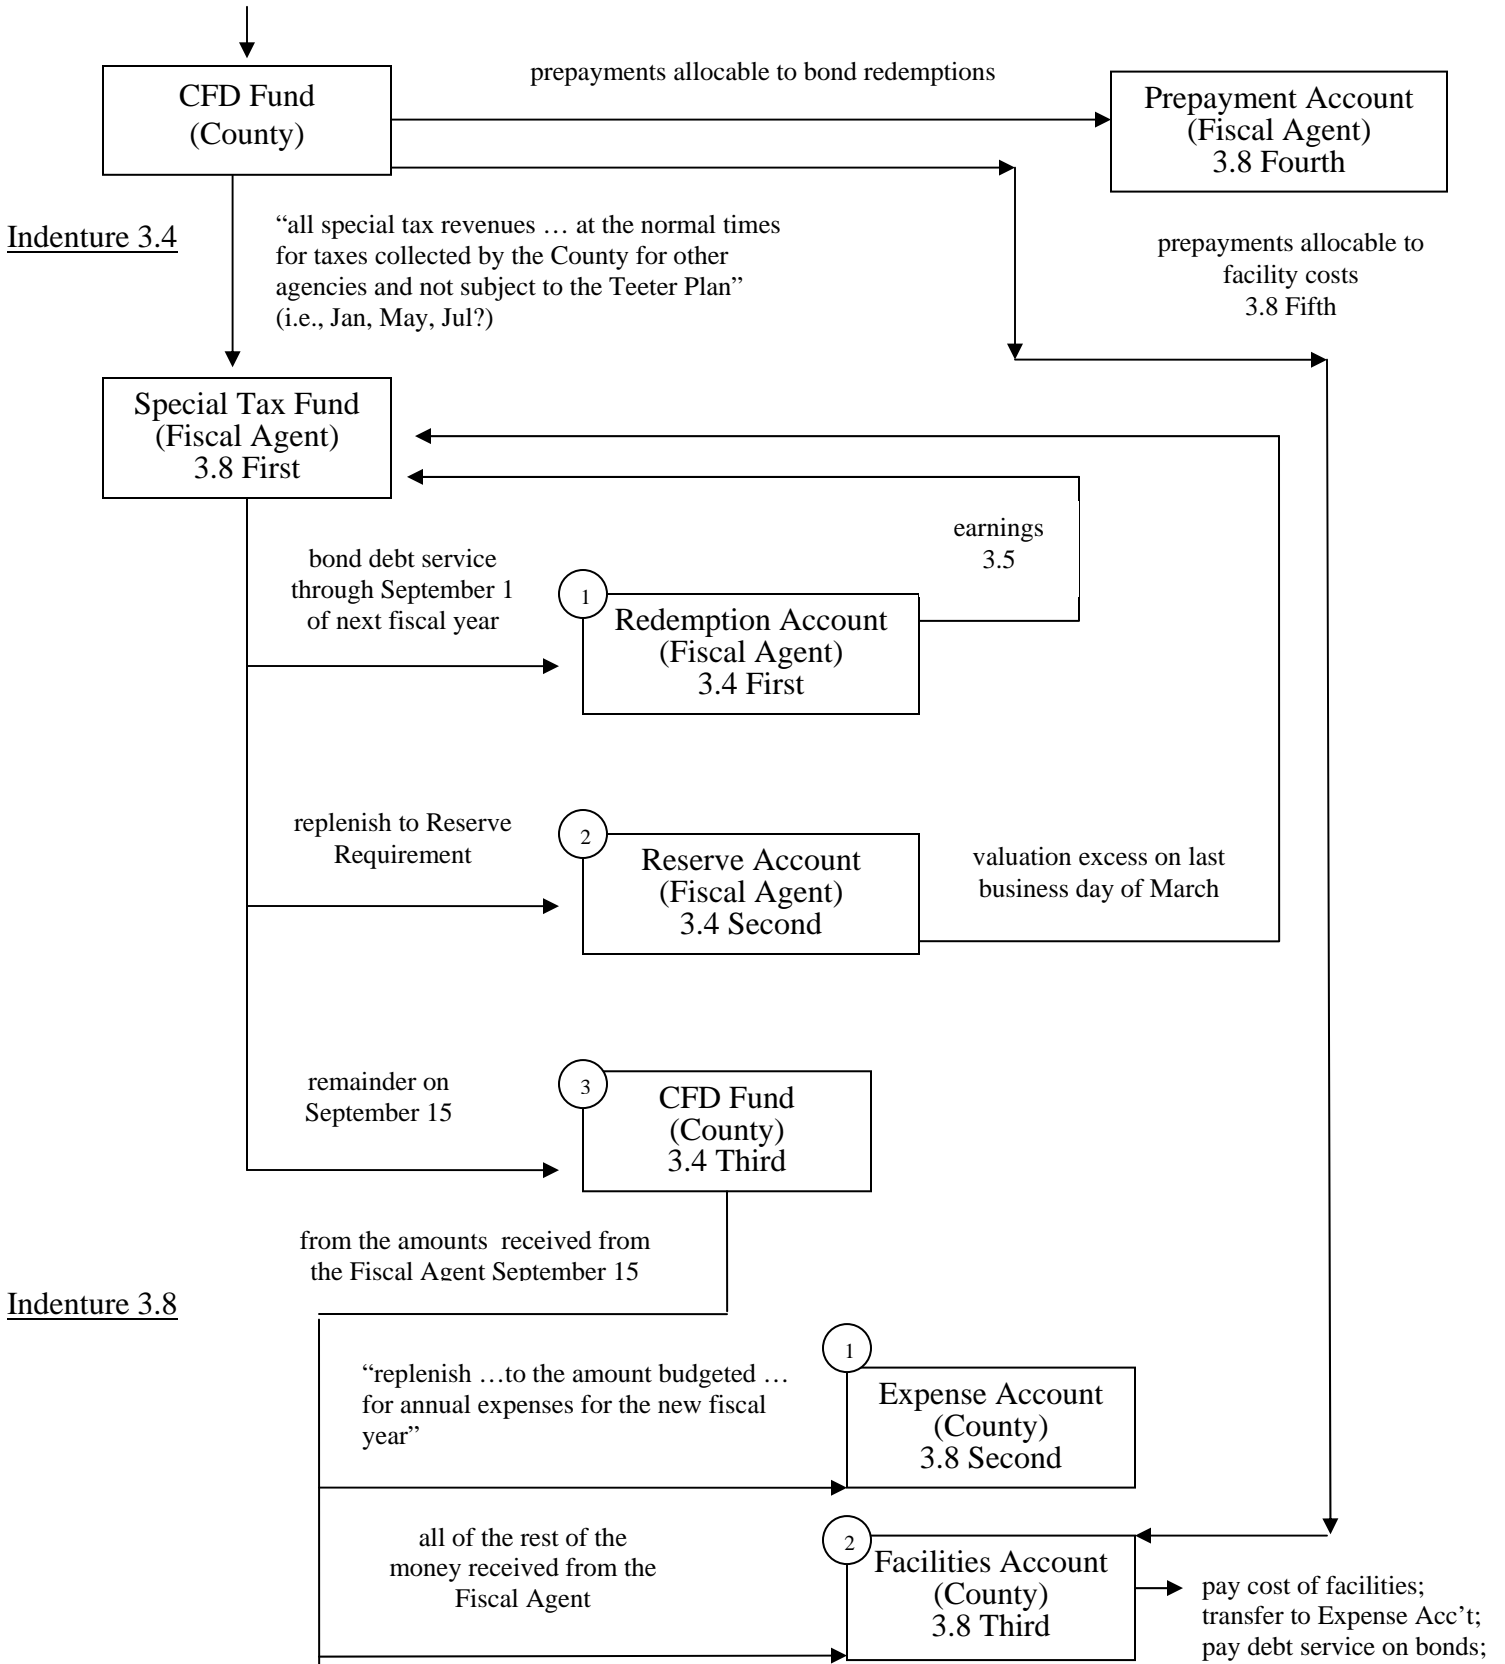 CFD Fund
(County)
prepayments allocable to bond redemptions
Prepayment Account
(Fiscal Agent)
3.8 Fourth
Indenture 3.4
“all special tax revenues … at the normal times
for taxes collected by the County for other
agencies and not subject to the Teeter Plan”
(i.e., Jan, May, Jul?)
prepayments allocable to
facility costs
3.8 Fifth
Special Tax Fund
(Fiscal Agent)
3.8 First
earnings
3.5
bond debt service
through September 1
of next fiscal year
1
Redemption Account
(Fiscal Agent)
3.4 First
replenish to Reserve
Requirement
2
Reserve Account
(Fiscal Agent)
3.4 Second
valuation excess on last
business day of March
remainder on
September 15
3
CFD Fund
(County)
3.4 Third
from the amounts received from
the Fiscal Agent September 15
Indenture 3.8
“replenish …to the amount budgeted …
for annual expenses for the new fiscal
year”
1
Expense Account
(County)
3.8 Second
all of the rest of the
money received from the
Fiscal Agent
2
Facilities Account
(County)
3.8 Third
pay cost of facilities;
transfer to Expense Acc’t;
pay debt service on bonds;